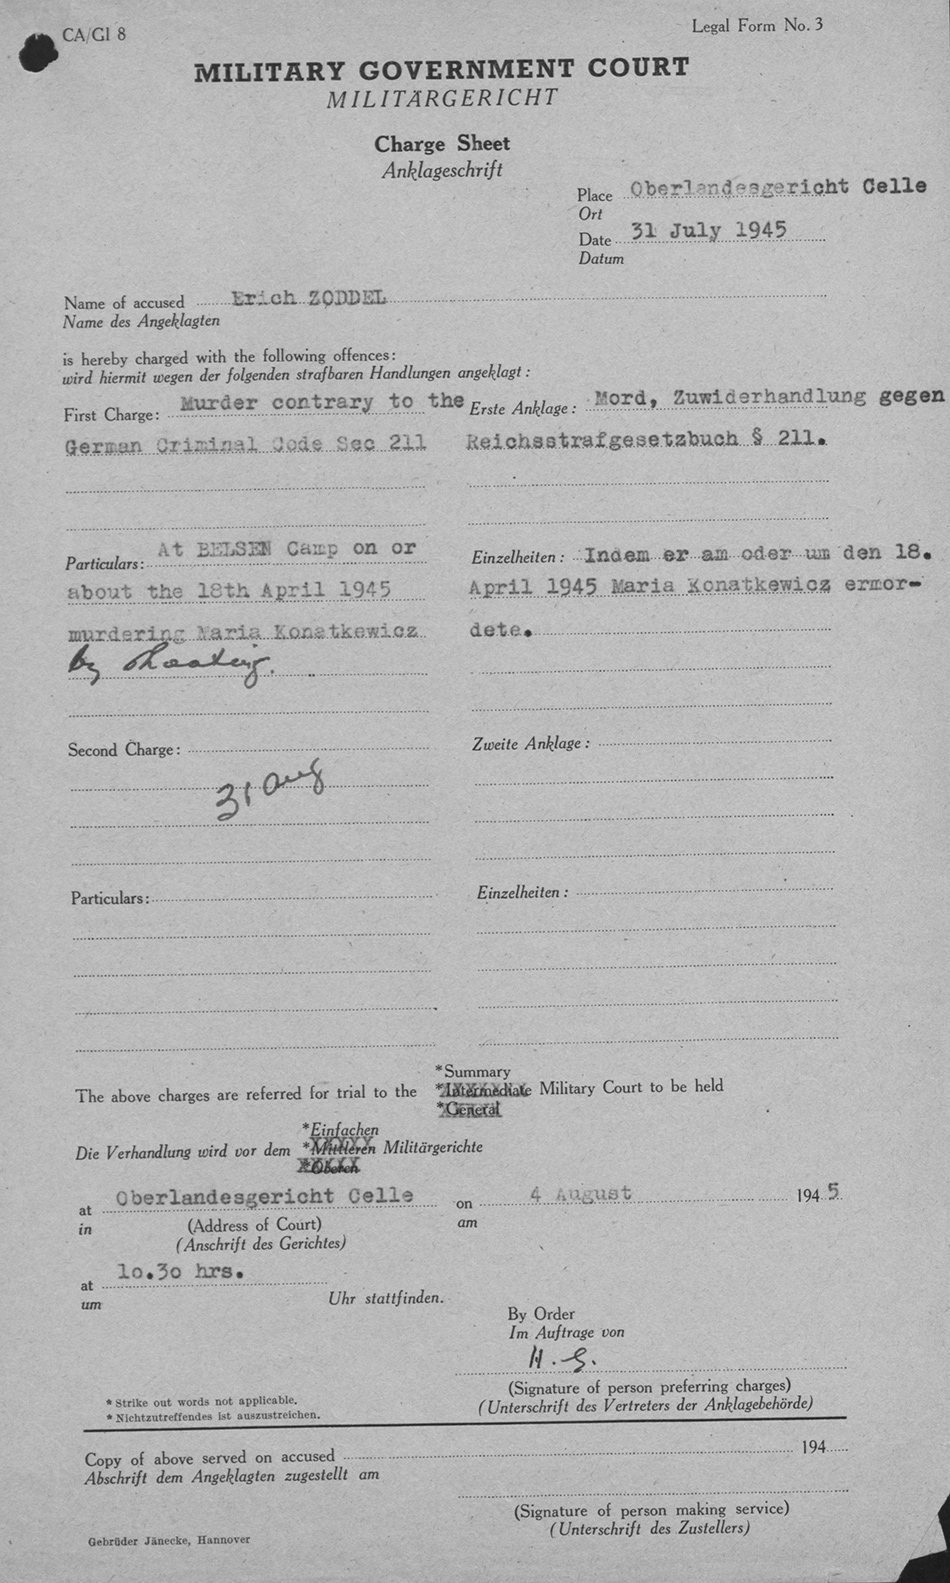 CA/GI 8
Legal Form No. 3
MILITARY GOVERNMENT COURT
MILITÄRGERICHT
Charge Sheet
Anklageschrift
Place Oberlandesgericht Celle
Ort
Date 31 July 1945
Datum
Name of accused Erich ZODDEL
Name des Angeklagten
is hereby charged with the following offences:
wird hiermit wegen der folgenden strafbaren Handlungen angeklagt:
First Charge: Murder contrary to the
German Criminal Code Sec 211
Erste Anklage: Mord, Zuwiderhandlung gegen
Reichsstrafgesetzbuch § 211.
Particulars: At BELSEN Camp on or
about the 18th April 1945
murdering Maria Konatkewicz
by shooting.
Einzelheiten: Indem er am oder um den 18.
April 1945 Maria Konatkewicz ermor-
dete.
Second Charge:
31 Aug
Zweite Anklage:
Particulars:
Einzelheiten:
*Summary
The above charges are referred for trial to the *Intermediate Military Court to be held
*General
*Einfachen
Die Verhandlung wird vor dem *Mittleren Militärgerichte
*Oberen
at Oberlandesgericht Celle on 4 August 1945.
in (Address of Court) am
(Anschrift des Gerichtes)
at 10.30 hrs.
um Uhr stattfinden.
By Order
Im Auftrage von
H. G.
(Signature of person preferring charges)
(Unterschrift des Vertreters der Anklagebehörde)
* Strike out words not applicable.
* Nichtzutreffendes ist auszustreichen.
Copy of above served on accused 194
Abschrift dem Angeklagten zugestellt am
(Signature of person making service)
(Unterschrift des Zustellers)
Gebrüder Jänecke, Hannover